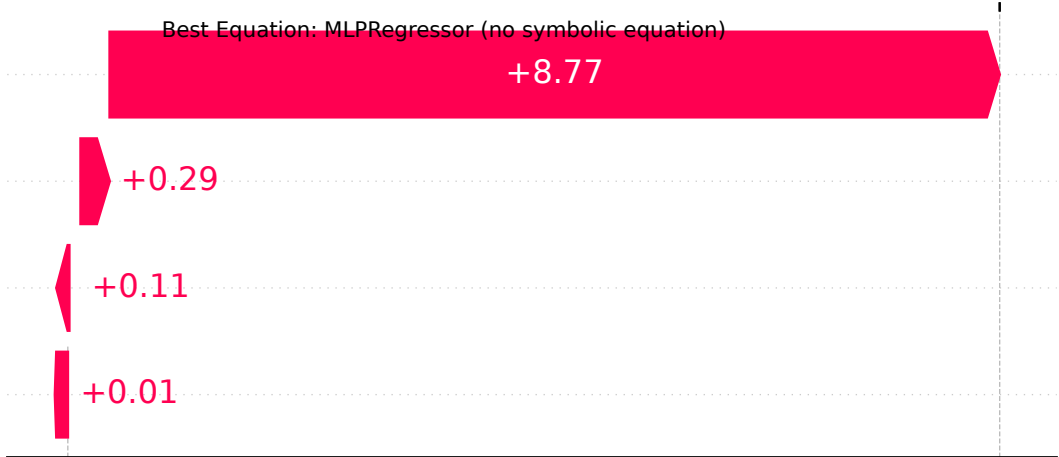 Best Equation: MLPRegressor (no symbolic equation)
+8.77
+0.29
+0.11
+0.01